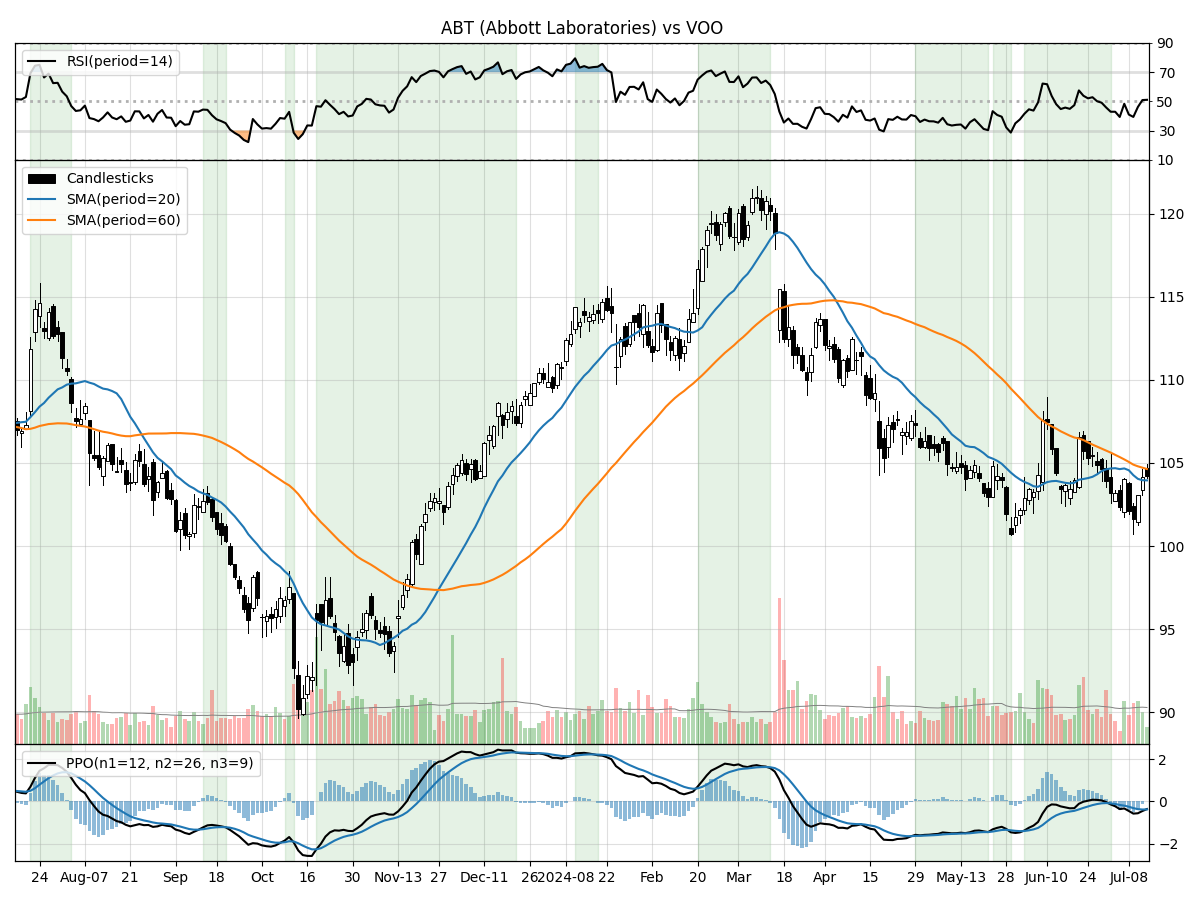 ABT (Abbott Laboratories) vs VOO
RSI(period=14)
90
70
50
30
10
Candlesticks
SMA(period=20)
SMA(period=60)
120
115
110
105
100
95
90
PPO(n1=12, n2=26, n3=9)
2
0
−2
24 Aug-07 21 Sep 18 Oct 16 30 Nov-13 27 Dec-11 26 2024-08 22 Feb 20 Mar 18 Apr 15 29 May-13 28 Jun-10 24 Jul-08